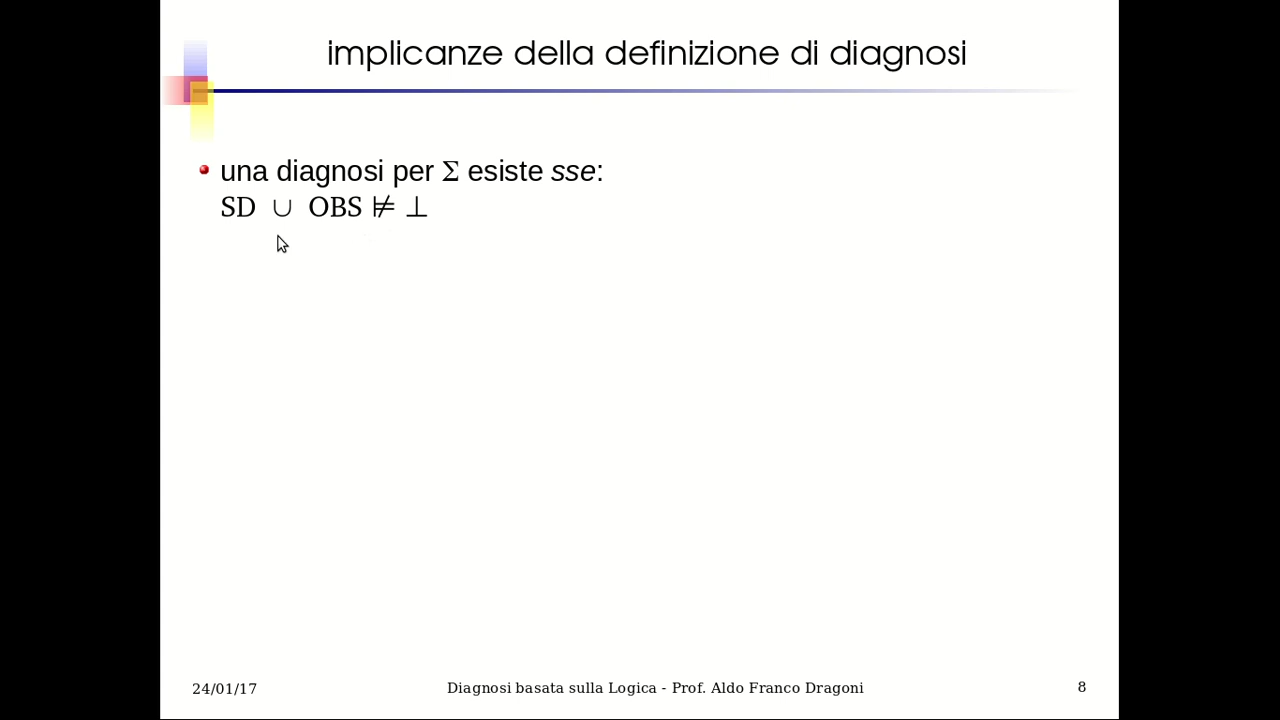 implicanze della definizione di diagnosi
una diagnosi per Σ esiste sse:
SD ∪ OBS ⊭ ⊥
24/01/17
Diagnosi basata sulla Logica - Prof. Aldo Franco Dragoni
8